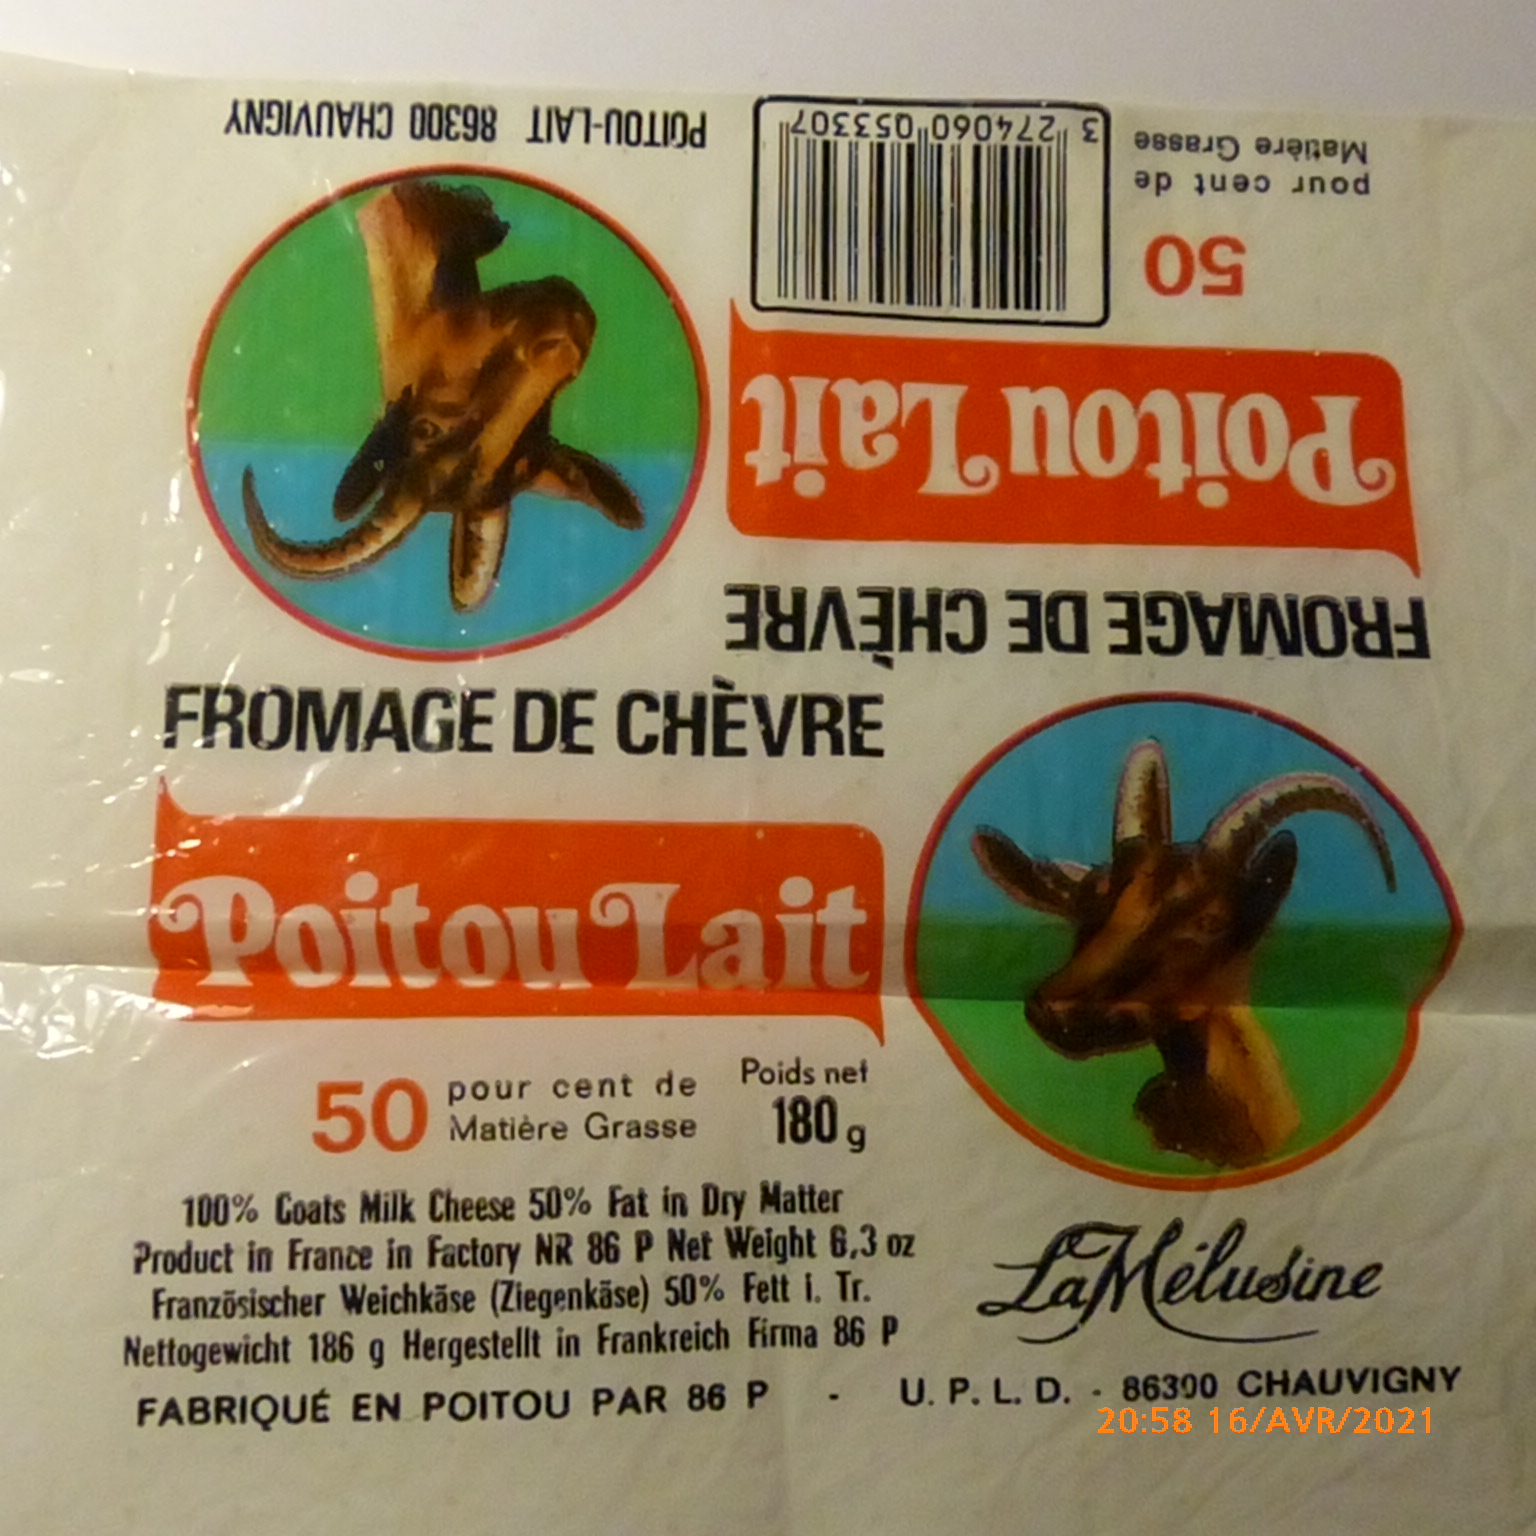 POITOU-LAIT 86300 CHAUVIGNY
3 274060 053307
50
pour cent de
Matière Grasse
Poitou Lait
FROMAGE DE CHÈVRE
FROMAGE DE CHÈVRE
Poitou Lait
50 pour cent de
Matière Grasse
Poids net
180 g
100% Goats Milk Cheese 50% Fat in Dry Matter
Product in France in Factory NR 86 P Net Weight 6,3 oz
Französischer Weichkäse (Ziegenkäse) 50% Fett i. Tr.
Nettogewicht 186 g Hergestellt in Frankreich Firma 86 P
La Mélusine
FABRIQUÉ EN POITOU PAR 86 P - U. P. L. D. - 86300 CHAUVIGNY
20:58 16/AVR/2021